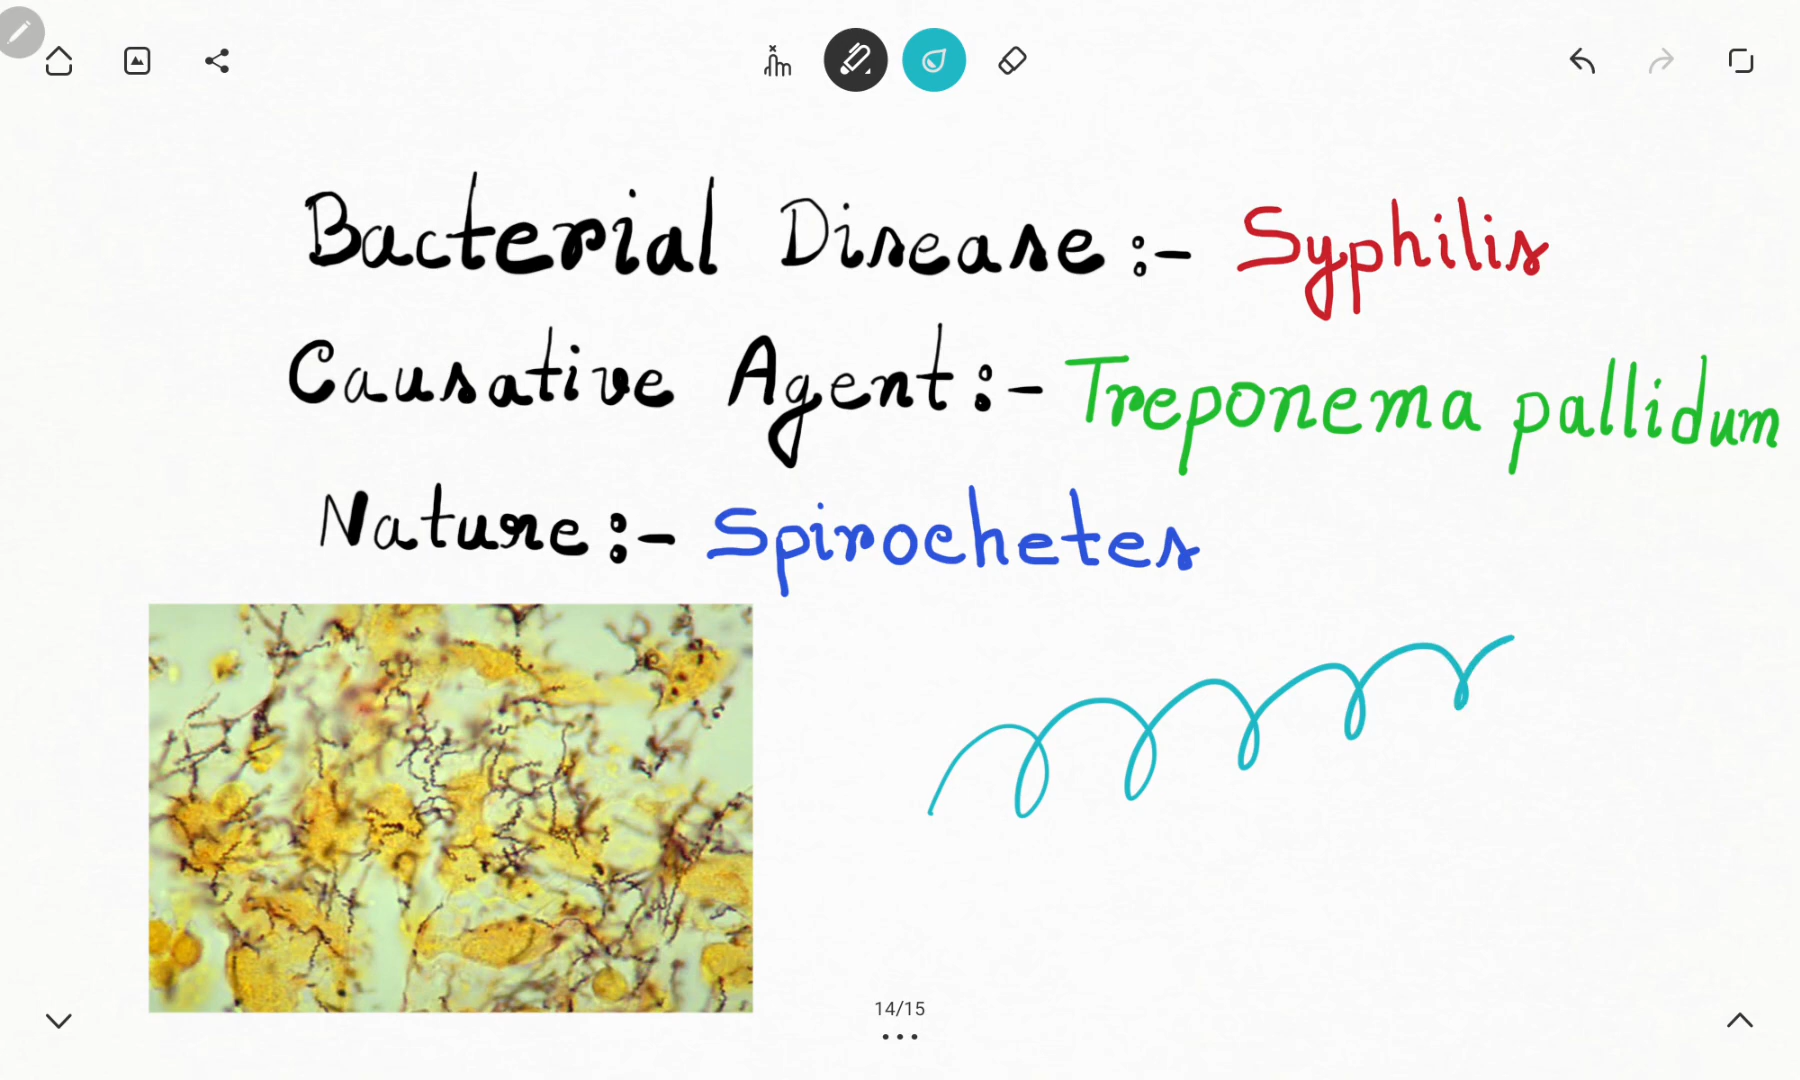 Bacterial Disease :- Syphilis
Causative Agent :- Treponema pallidum
Nature :- Spirochetes
14/15